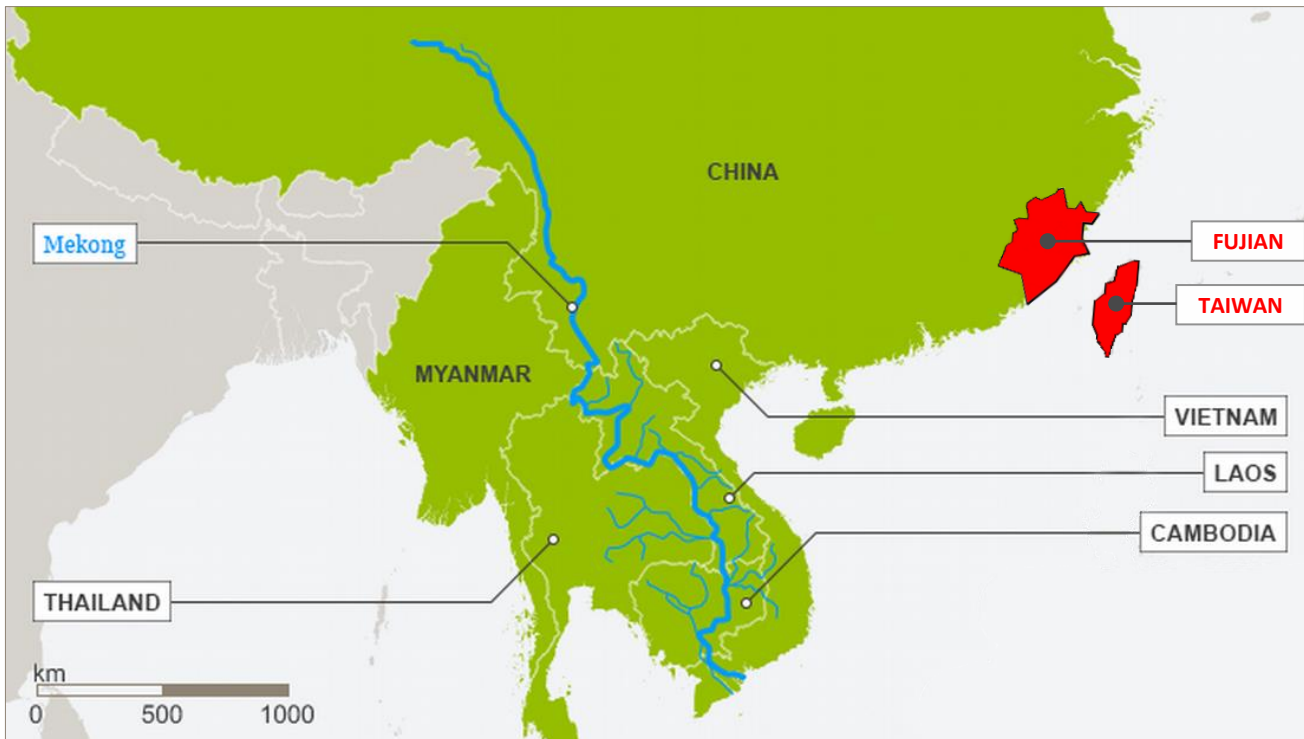 CHINA
Mekong
FUJIAN
TAIWAN
MYANMAR
VIETNAM
LAOS
CAMBODIA
THAILAND
km
0 500 1000